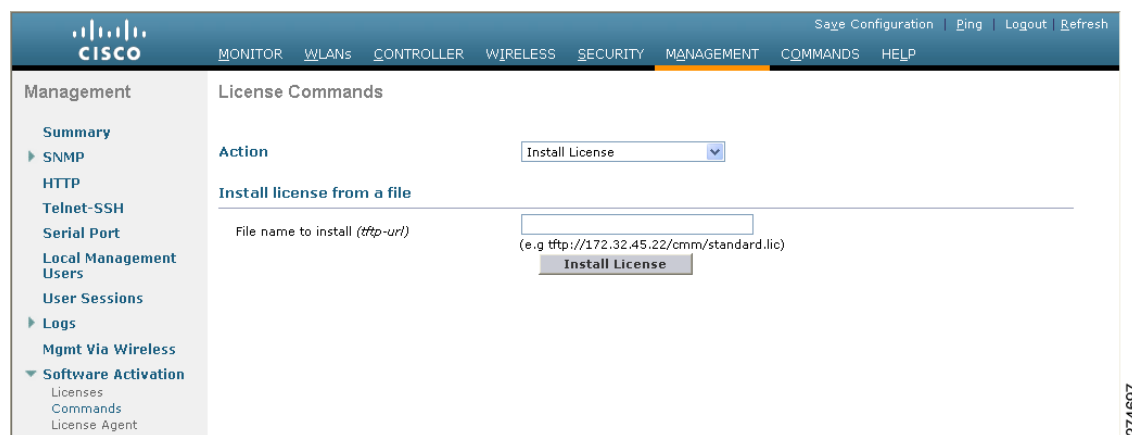 Save Configuration | Ping | Logout | Refresh
CISCO
MONITOR WLANs CONTROLLER WIRELESS SECURITY MANAGEMENT COMMANDS HELP
Management
Summary
SNMP
HTTP
Telnet-SSH
Serial Port
Local Management
Users
User Sessions
Logs
Mgmt Via Wireless
Software Activation
Licenses
Commands
License Agent
License Commands
Action Install License
Install license from a file
File name to install (tftp-url)
(e.g tftp://172.32.45.22/cmm/standard.lic)
Install License